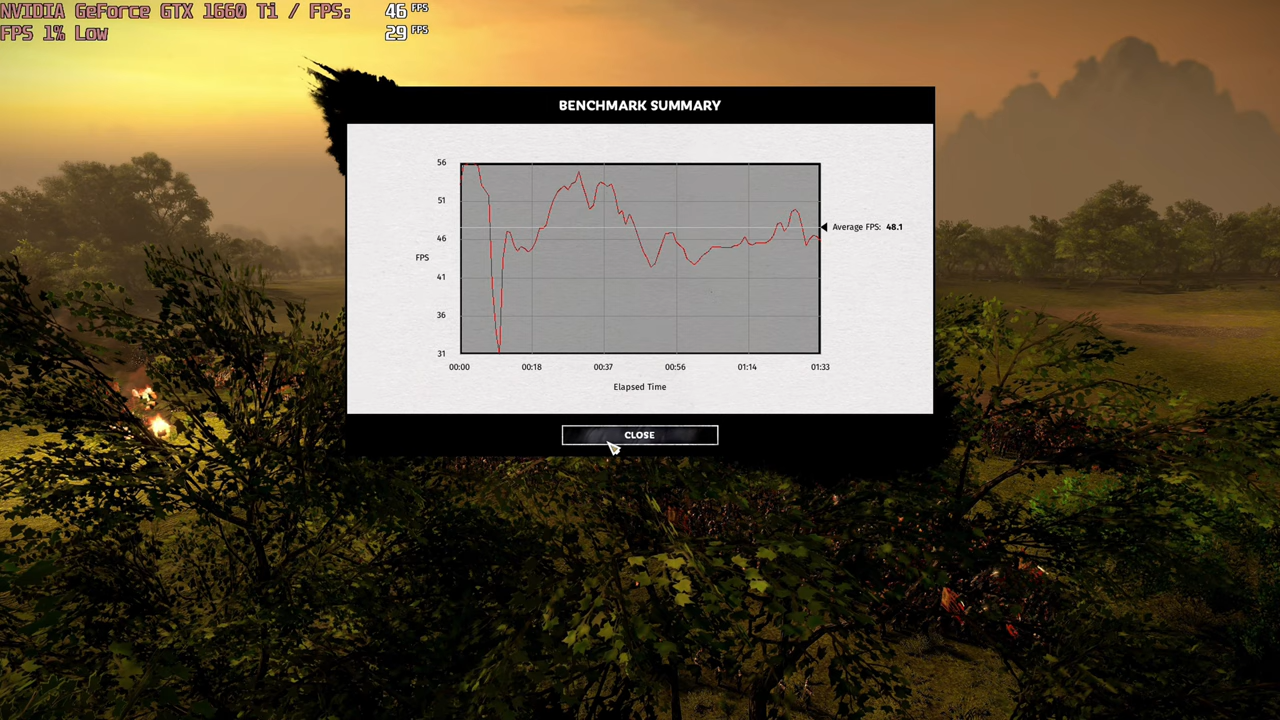 NVIDIA GeForce GTX 1660 Ti / FPS: 46 FPS
FPS 1% Low 29 FPS
BENCHMARK SUMMARY
56
51
46
41
36
31
FPS
Average FPS: 48.1
00:00 00:18 00:37 00:56 01:14 01:33
Elapsed Time
CLOSE